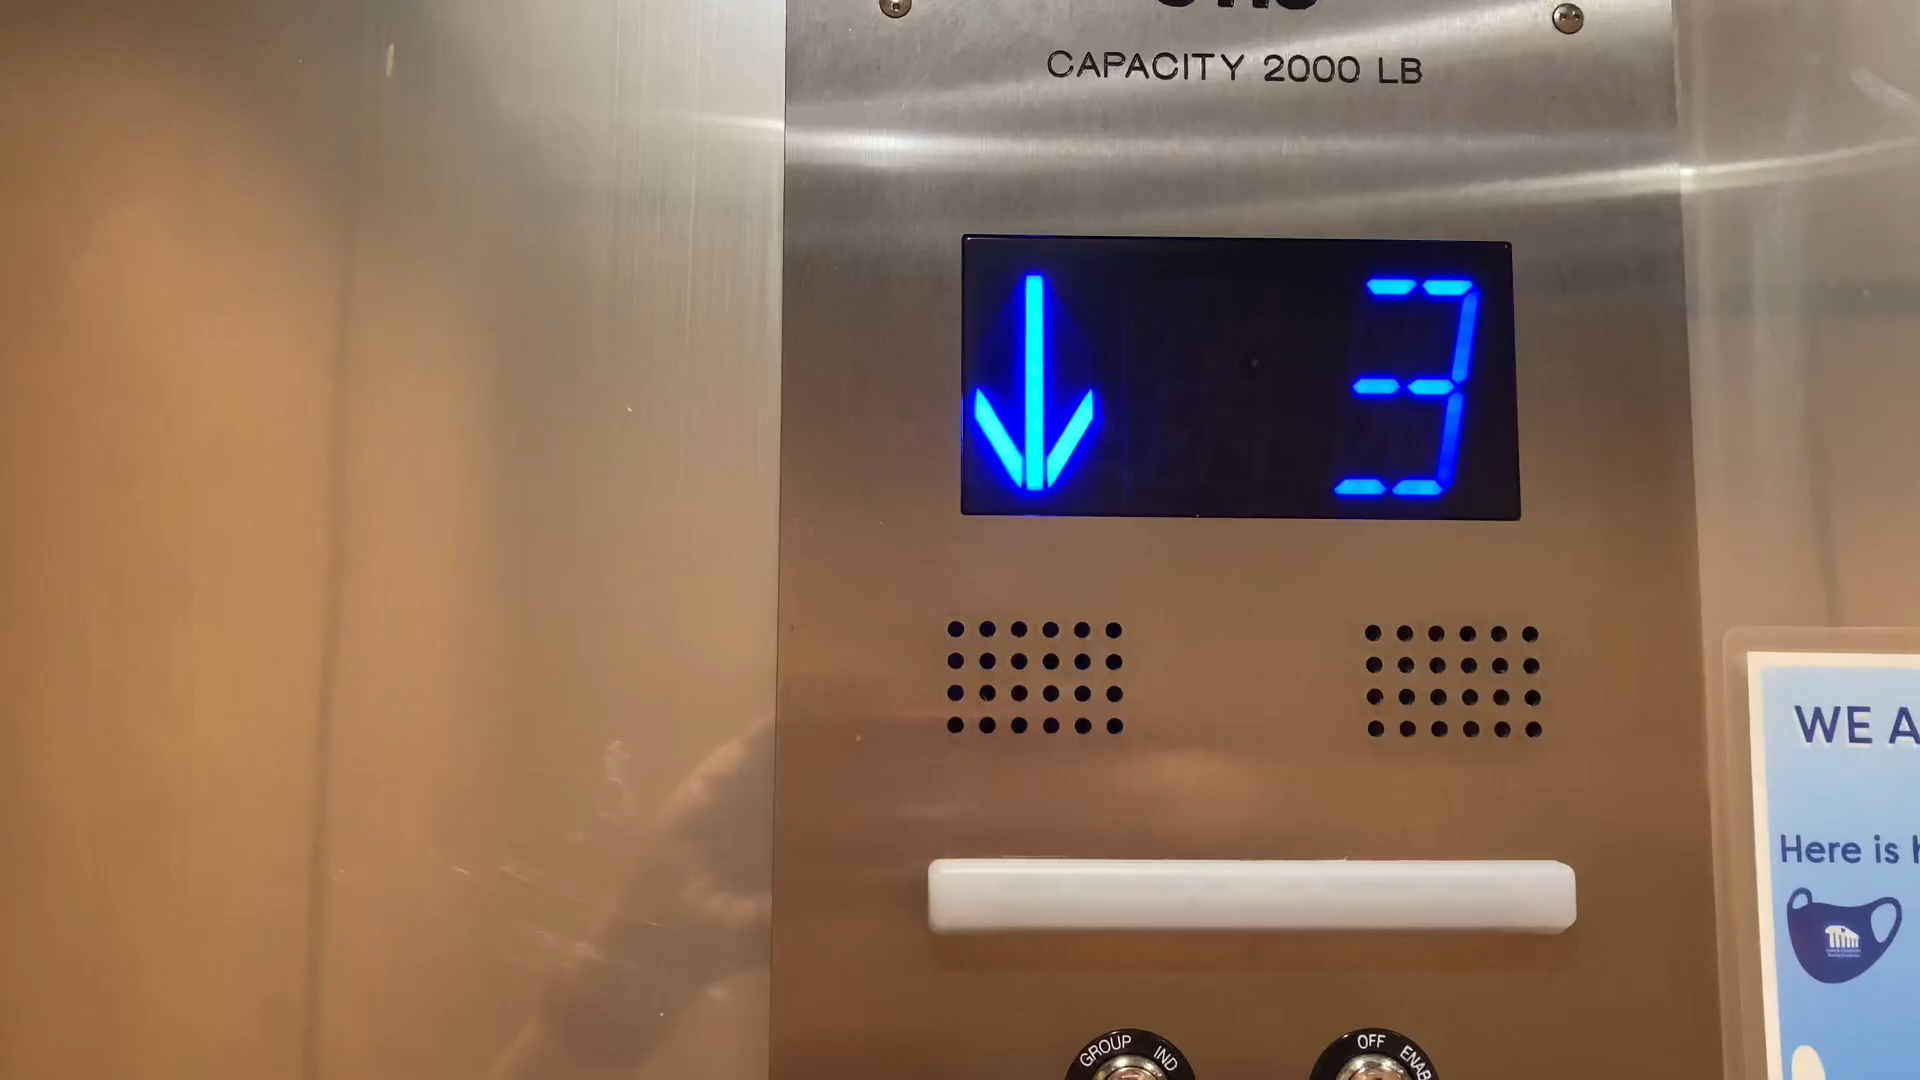 CAPACITY 2000 LB
3
WE A
Here is h
GROUP IND
OFF ENAB